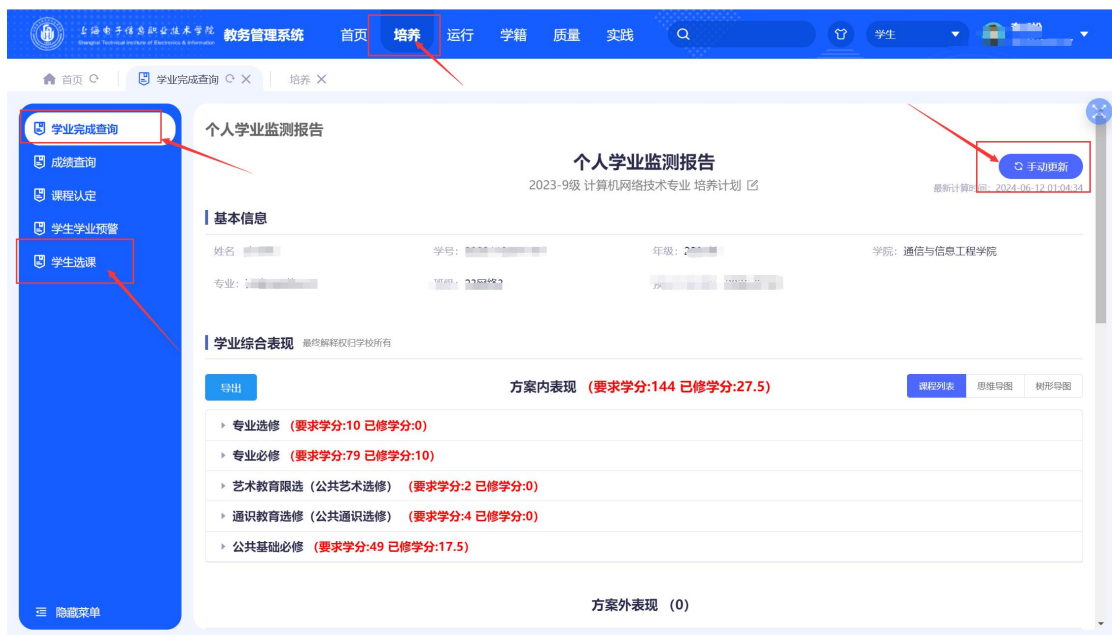 上海电子信息职业技术学院 教务管理系统 首页 培养 运行 学籍 质量 实践 学生
Shanghai Technical Institute of Electronics & Information
首页 学业完成查询 培养
学业完成查询
成绩查询
课程认定
学生学业预警
学生选课
隐藏菜单
个人学业监测报告
个人学业监测报告
手动更新
2023-9级 计算机网络技术专业 培养计划
最新计算时间: 2024-06-12 01:04:34
基本信息
姓名 学号: 年级: 学院: 通信与信息工程学院
专业: 班级:
学业综合表现 最终解释权归学校所有
导出 方案内表现 (要求学分:144 已修学分:27.5) 课程列表 思维导图 树形导图
专业选修 (要求学分:10 已修学分:0)
专业必修 (要求学分:79 已修学分:10)
艺术教育限选 (公共艺术选修) (要求学分:2 已修学分:0)
通识教育选修 (公共通识选修) (要求学分:4 已修学分:0)
公共基础必修 (要求学分:49 已修学分:17.5)
方案外表现 (0)